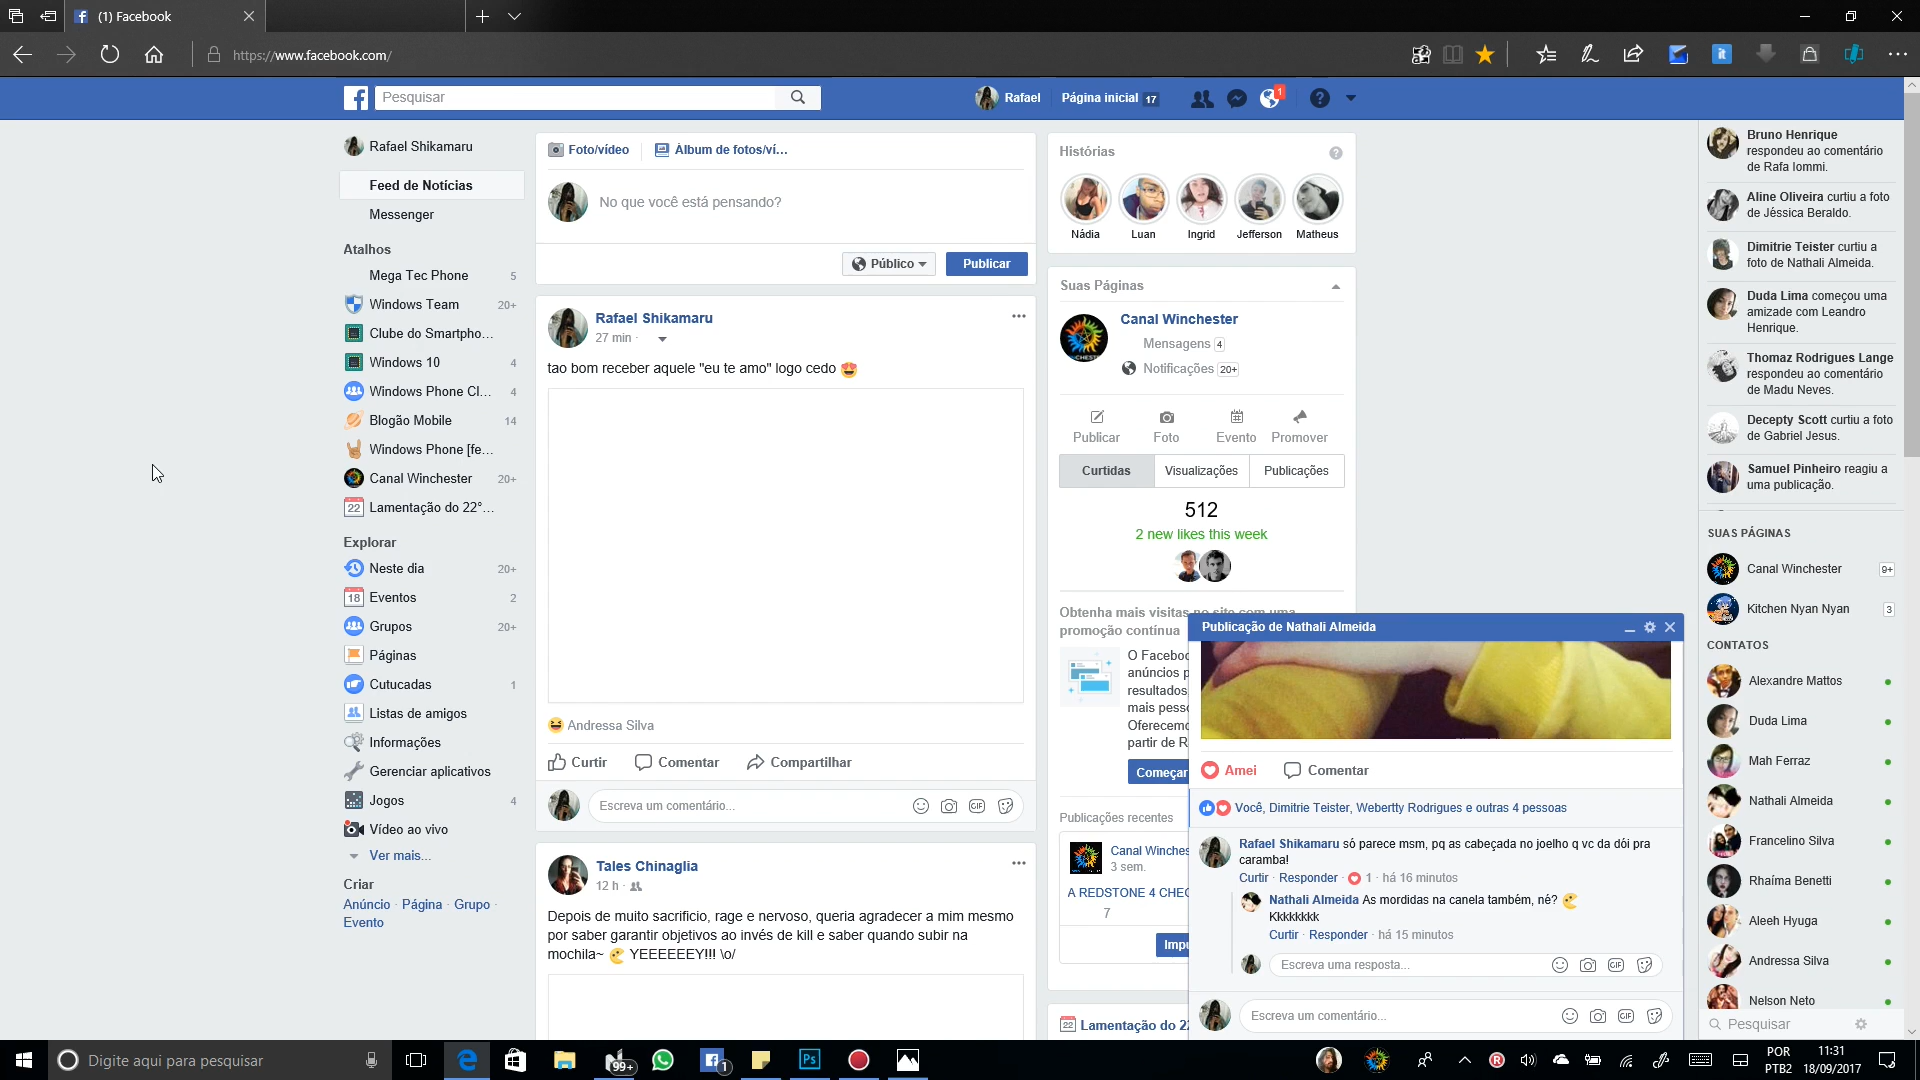 (1) Facebook
https://www.facebook.com/
Pesquisar
Rafael
Página inicial 17
1
Rafael Shikamaru
Feed de Notícias
Messenger
Atalhos
Mega Tec Phone 5
Windows Team 20+
Clube do Smartpho...
Windows 10 4
Windows Phone Cl... 4
Blogão Mobile 14
Windows Phone [fe...
Canal Winchester 20+
22 Lamentação do 22°...
Explorar
Neste dia 20+
18 Eventos 2
Grupos 20+
Páginas
Cutucadas 1
Listas de amigos
Informações
Gerenciar aplicativos
Jogos 4
Vídeo ao vivo
Ver mais...
Criar
Anúncio · Página · Grupo ·
Evento
Foto/vídeo
Álbum de fotos/ví...
No que você está pensando?
Público
Publicar
Rafael Shikamaru
27 min ·
tao bom receber aquele "eu te amo" logo cedo 😍
Andressa Silva
Curtir Comentar Compartilhar
Escreva um comentário...
GIF
Tales Chinaglia
12 h ·
Depois de muito sacrificio, rage e nervoso, queria agradecer a mim mesmo
por saber garantir objetivos ao invés de kill e saber quando subir na
mochila~ YEEEEEEY!!! \o/
Histórias
Nádia Luan Ingrid Jefferson Matheus
Suas Páginas
Canal Winchester
Mensagens 4
Notificações 20+
Publicar Foto Evento Promover
Curtidas Visualizações Publicações
512
2 new likes this week
Obtenha mais visitas no site com uma
promoção contínua
O Faceboo
anúncios p
resultados
mais pesso
Oferecemo
partir de R
Começar
Publicações recentes
Canal Winches
3 sem.
A REDSTONE 4 CHEG
7
Impu
22 Lamentação do 22
Publicação de Nathali Almeida
Amei Comentar
Você, Dimitrie Teister, Webertty Rodrigues e outras 4 pessoas
Rafael Shikamaru só parece msm, pq as cabeçada no joelho q vc da dói pra
caramba!
Curtir · Responder · 1 · há 16 minutos
Nathali Almeida As mordidas na canela também, né?
Kkkkkkkk
Curtir · Responder · há 15 minutos
Escreva uma resposta...
GIF
Escreva um comentário...
GIF
Bruno Henrique
respondeu ao comentário
de Rafa Iommi.
Aline Oliveira curtiu a foto
de Jéssica Beraldo.
Dimitrie Teister curtiu a
foto de Nathali Almeida.
Duda Lima começou uma
amizade com Leandro
Henrique.
Thomaz Rodrigues Lange
respondeu ao comentário
de Madu Neves.
Decepty Scott curtiu a foto
de Gabriel Jesus.
Samuel Pinheiro reagiu a
uma publicação.
SUAS PÁGINAS
Canal Winchester 9+
Kitchen Nyan Nyan 3
CONTATOS
Alexandre Mattos
Duda Lima
Mah Ferraz
Nathali Almeida
Francelino Silva
Rhaíma Benetti
Aleeh Hyuga
Andressa Silva
Nelson Neto
Pesquisar
Digite aqui para pesquisar
99+
1
Ps
POR
PTB2
11:31
18/09/2017